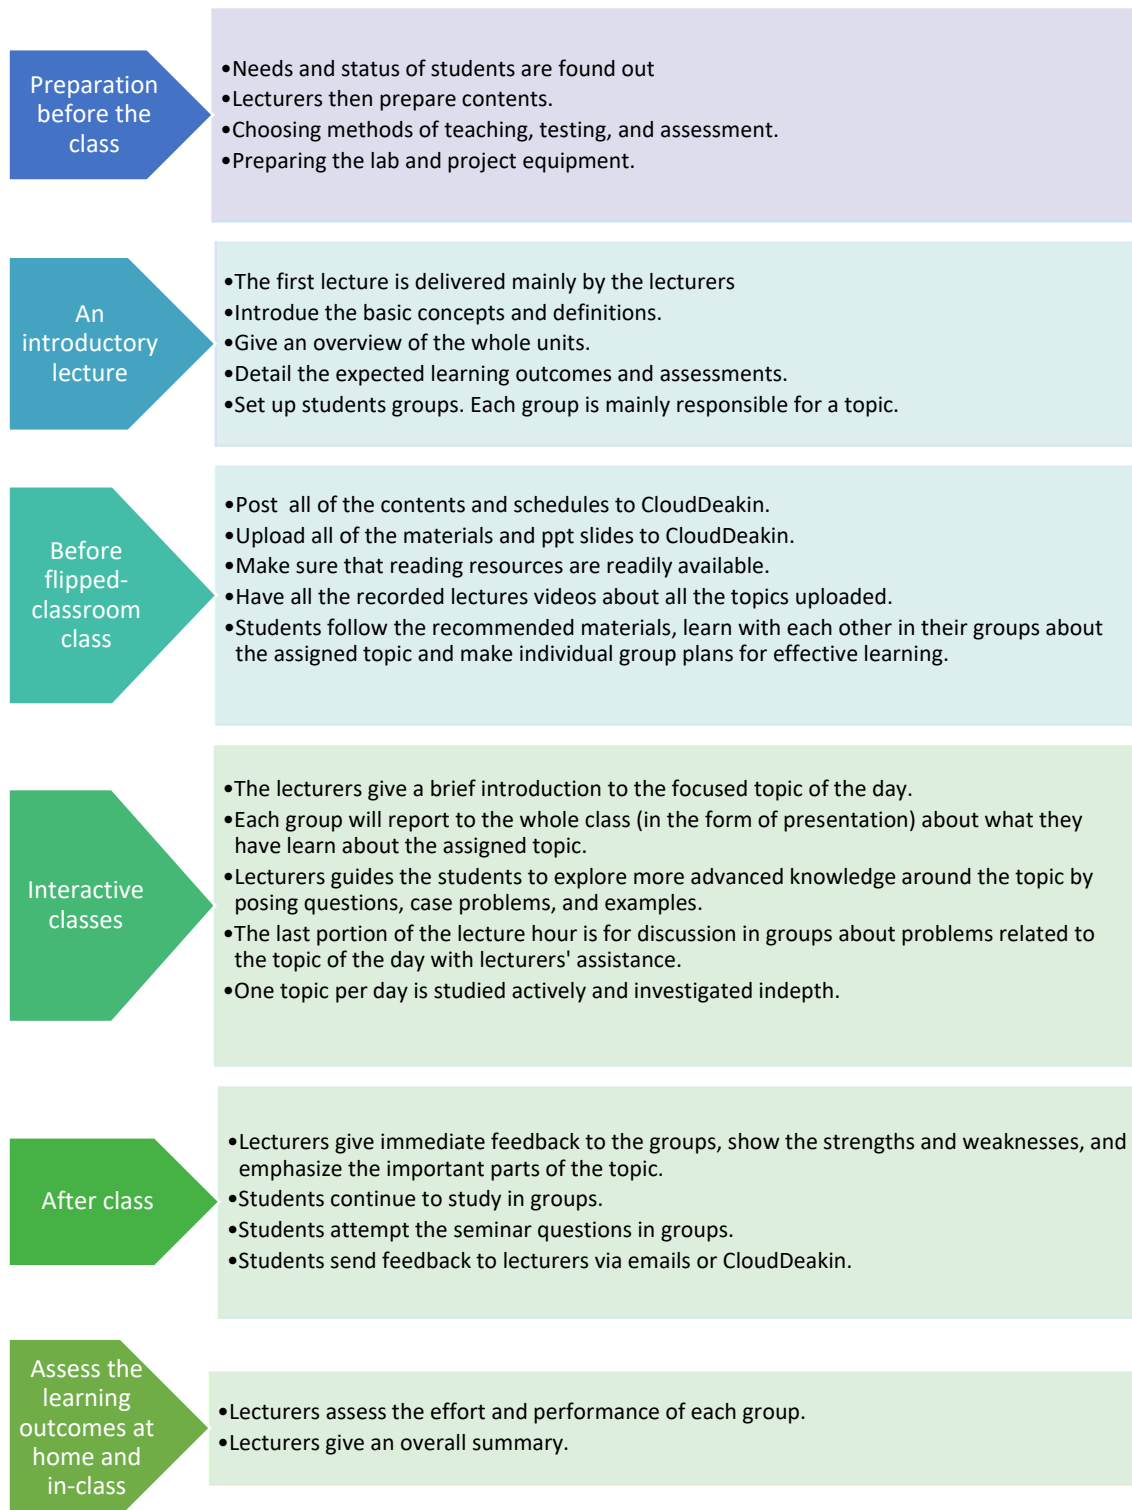 Preparation
before the
class
•Needs and status of students are found out
•Lecturers then prepare contents.
•Choosing methods of teaching, testing, and assessment.
•Preparing the lab and project equipment.
An
introductory
lecture
•The first lecture is delivered mainly by the lecturers
•Introdue the basic concepts and definitions.
•Give an overview of the whole units.
•Detail the expected learning outcomes and assessments.
•Set up students groups. Each group is mainly responsible for a topic.
Before
flipped-
classroom
class
•Post  all of the contents and schedules to CloudDeakin.
•Upload all of the materials and ppt slides to CloudDeakin.
•Make sure that reading resources are readily available.
•Have all the recorded lectures videos about all the topics uploaded.
•Students follow the recommended materials, learn with each other in their groups about
the assigned topic and make individual group plans for effective learning.
Interactive
classes
•The lecturers give a brief introduction to the focused topic of the day.
•Each group will report to the whole class (in the form of presentation) about what they
have learn about the assigned topic.
•Lecturers guides the students to explore more advanced knowledge around the topic by
posing questions, case problems, and examples.
•The last portion of the lecture hour is for discussion in groups about problems related to
the topic of the day with lecturers' assistance.
•One topic per day is studied actively and investigated indepth.
After class
•Lecturers give immediate feedback to the groups, show the strengths and weaknesses, and
emphasize the important parts of the topic.
•Students continue to study in groups.
•Students attempt the seminar questions in groups.
•Students send feedback to lecturers via emails or CloudDeakin.
Assess the
learning
outcomes at
home and
in-class
•Lecturers assess the effort and performance of each group.
•Lecturers give an overall summary.